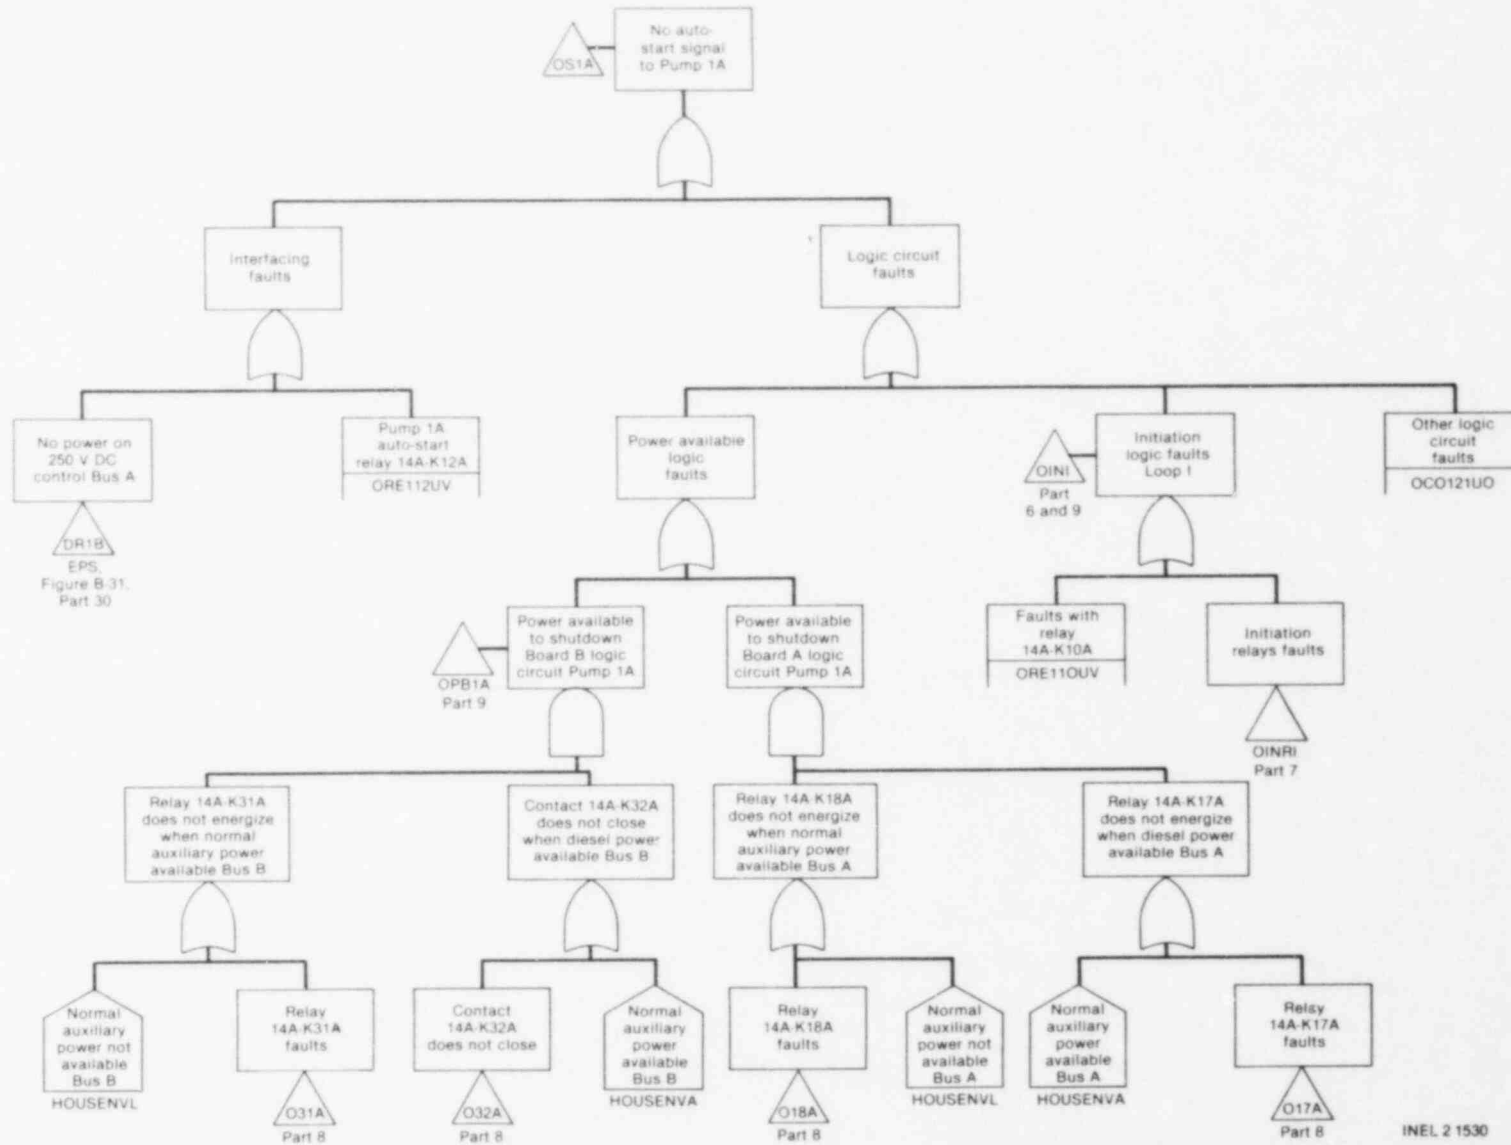 No auto-
start signal
to Pump 1A
OS1A
Interfacing
faults
Logic circuit
faults
No power on
250 V DC
control Bus A
DR1B
EPS,
Figure B-31,
Part 30
Pump 1A
auto-start
relay 14A-K12A
ORE112UV
Power available
logic
faults
OINI
Part
6 and 9
Initiation
logic faults
Loop I
Other logic
circuit
faults
OCO121UO
OPB1A
Part 9
Power available
to shutdown
Board B logic
circuit Pump 1A
Power available
to shutdown
Board A logic
circuit Pump 1A
Faults with
relay
14A-K10A
ORE11OUV
Initiation
relays faults
OINRI
Part 7
Relay 14A-K31A
does not energize
when normal
auxiliary power
available Bus B
Contact 14A-K32A
does not close
when diesel power
available Bus B
Relay 14A-K18A
does not energize
when normal
auxiliary power
available Bus A
Relay 14A-K17A
does not energize
when diesel power
available Bus A
Normal
auxiliary
power not
available
Bus B
HOUSENVL
Relay
14A-K31A
faults
O31A
Part 8
Contact
14A-K32A
does not close
O32A
Part 8
Normal
auxiliary
power
available
Bus B
HOUSENVA
Relay
14A-K18A
faults
O18A
Part 8
Normal
auxiliary
power not
available
Bus A
HOUSENVL
Normal
auxiliary
power
available
Bus A
HOUSENVA
Relay
14A-K17A
faults
O17A
Part 8
INEL 2 1530